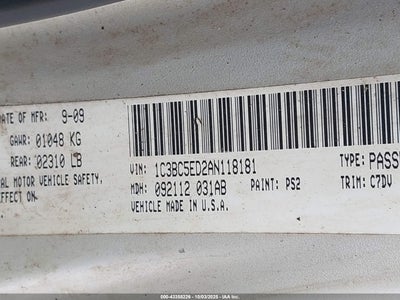 DATE OF MFR: 9-09
GAWR: 01048 KG
REAR: 02310 LB
AL MOTOR VEHICLE SAFETY,
EFFECT ON
VIN: 1C3BC5ED2AN118181
TYPE: PASS
MDH: 092112 031AB
PAINT: PS2
TRIM: C7DV
VEHICLE MADE IN U.S.A.
000-43358226 - 10/03/2025 - IAA Inc.